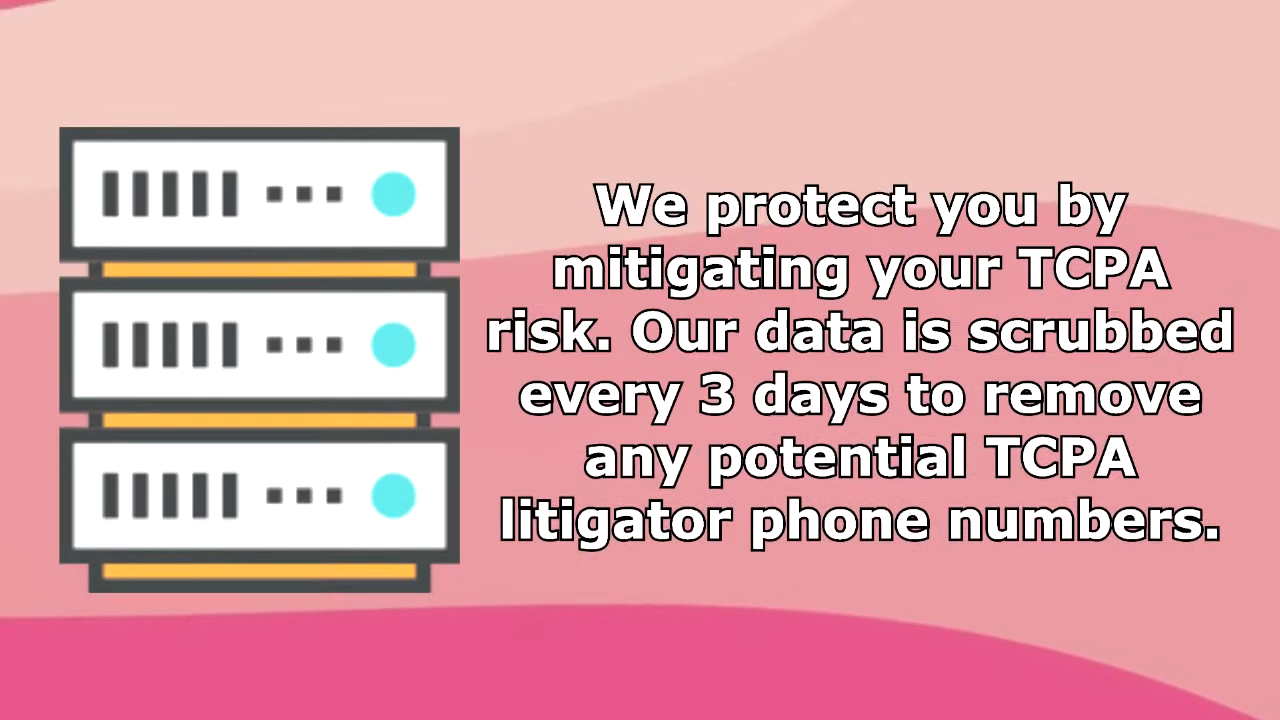 We protect you by
mitigating your TCPA
risk. Our data is scrubbed
every 3 days to remove
any potential TCPA
litigator phone numbers.